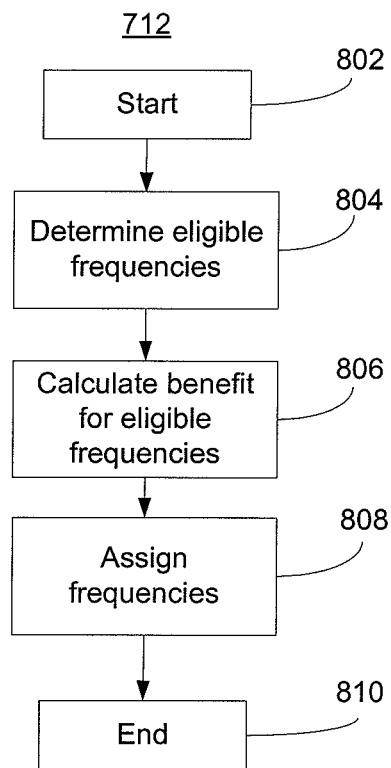 712
802
Start
804
Determine eligible
frequencies
806
Calculate benefit
for eligible
frequencies
808
Assign
frequencies
810
End